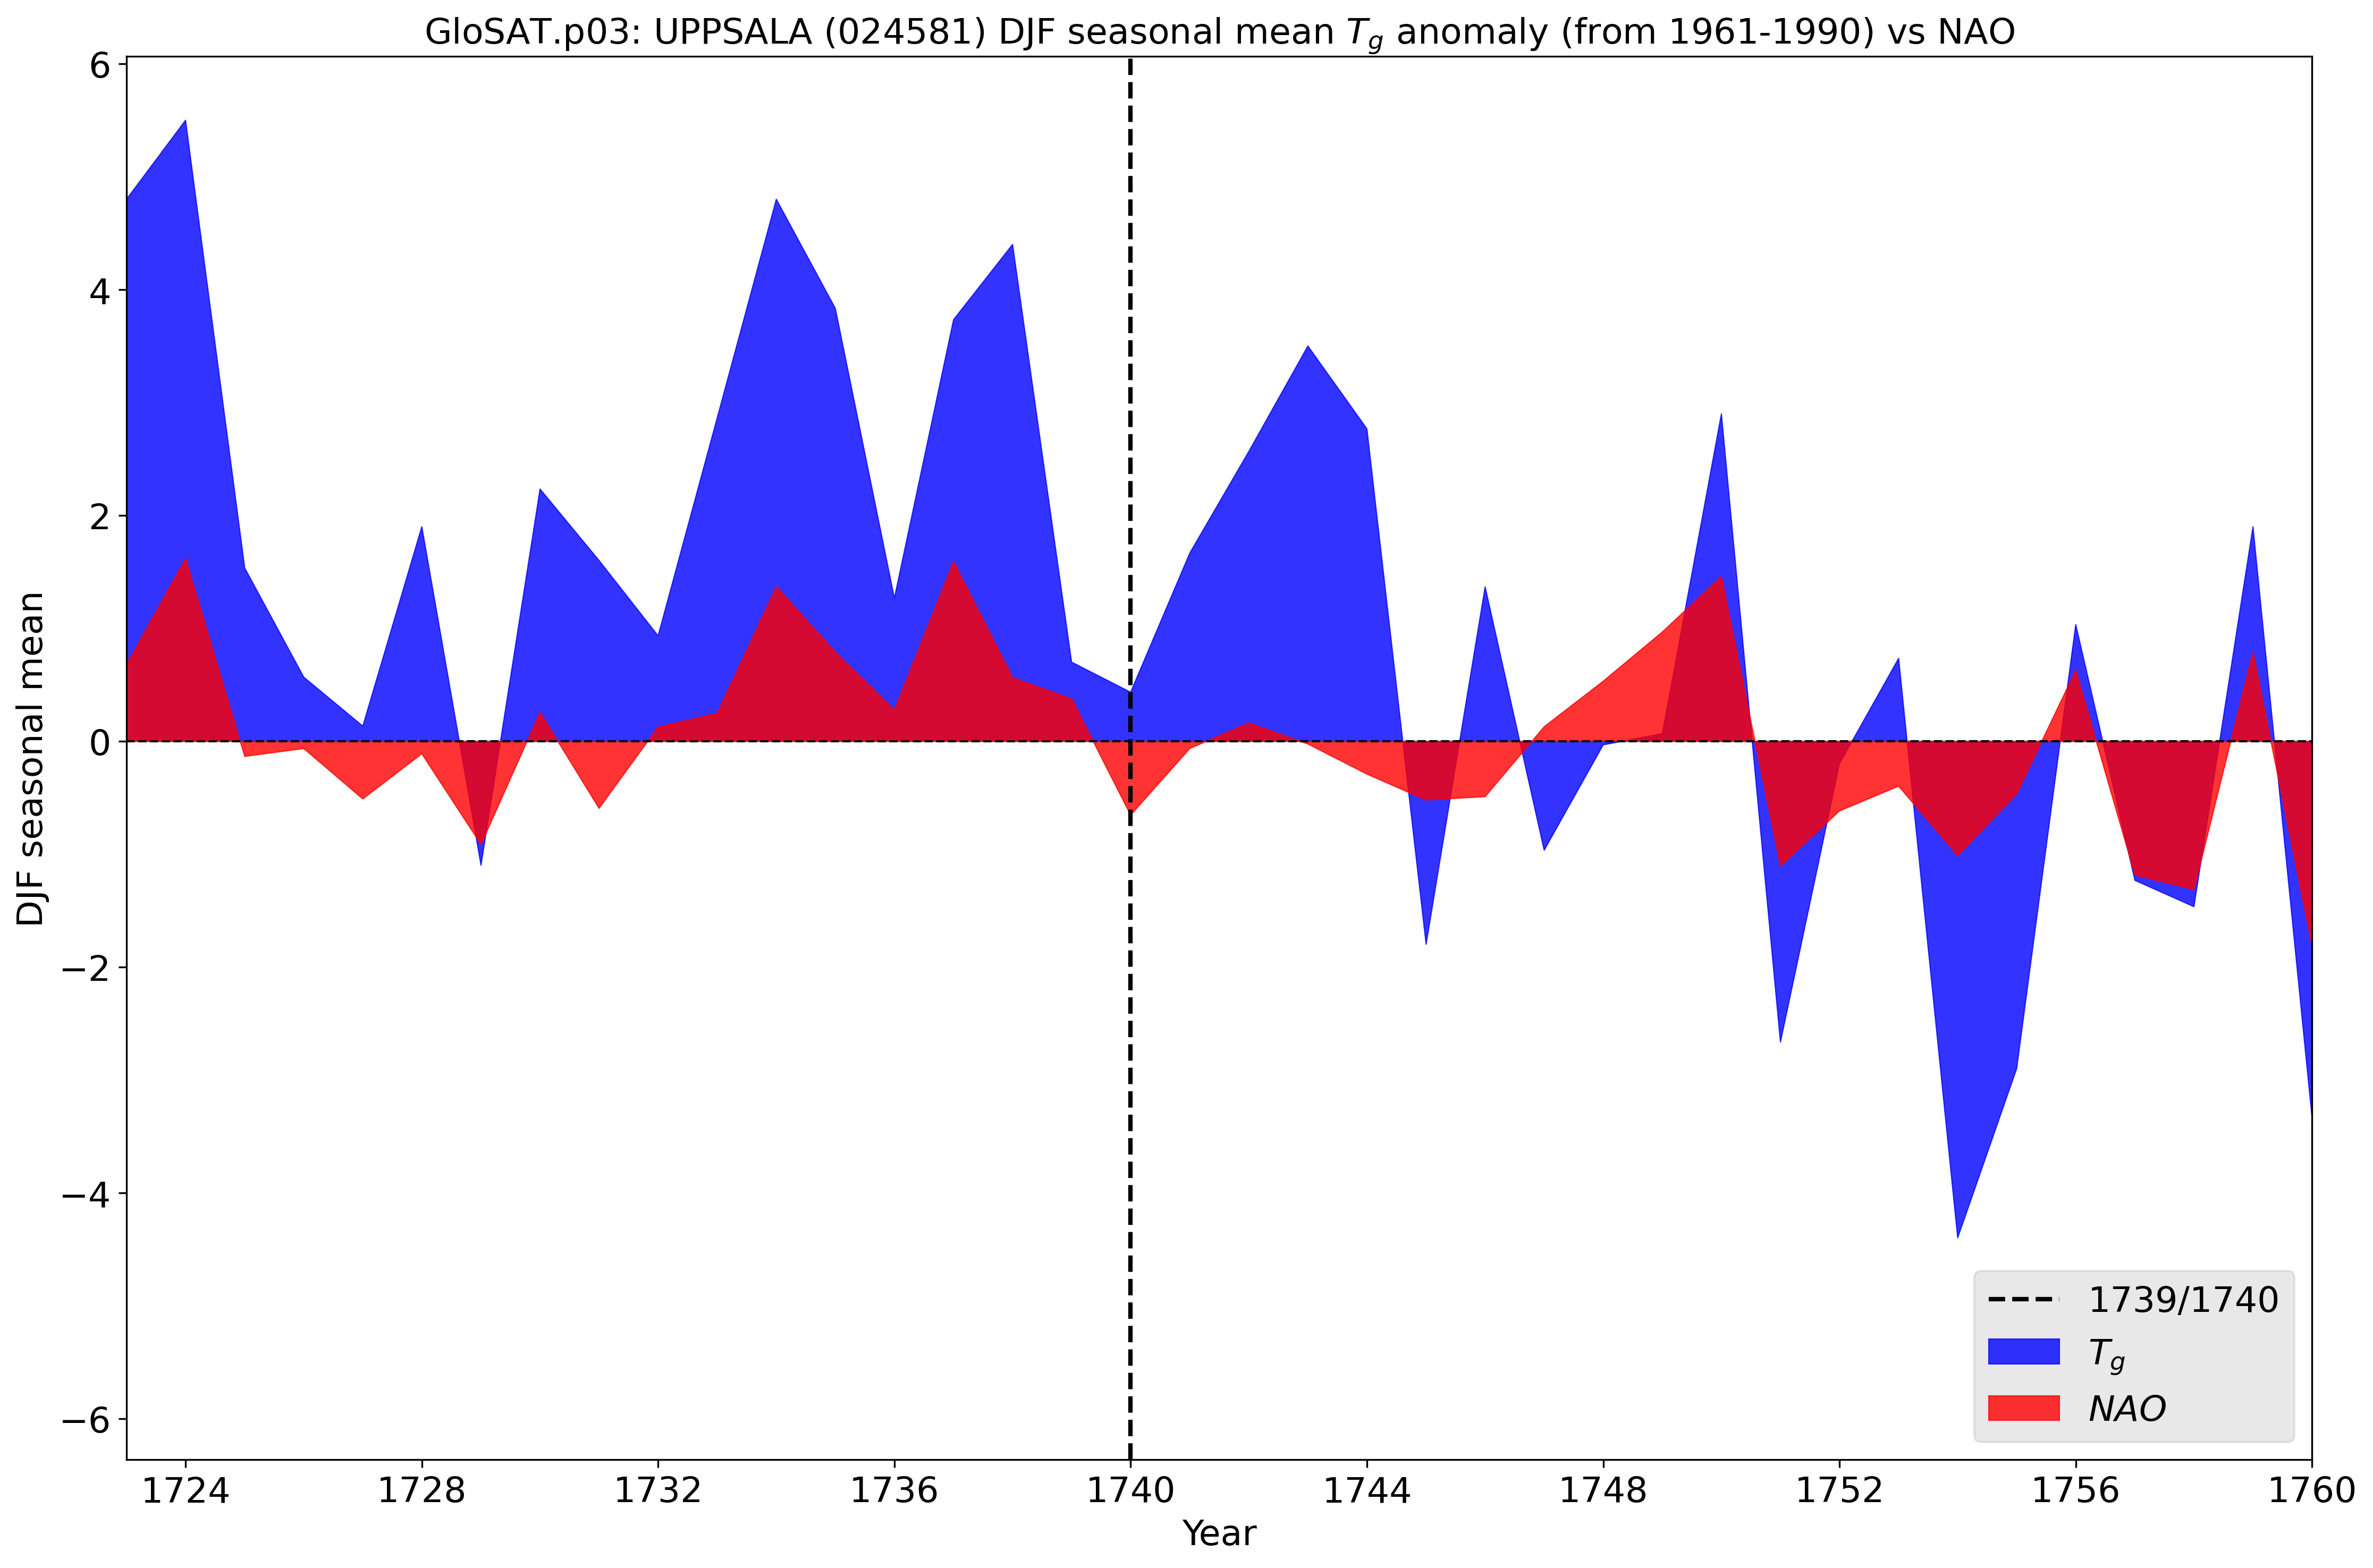 GloSAT.p03: UPPSALA (024581) DJF seasonal mean Tg anomaly (from 1961-1990) vs NAO
6
4
2
0
−2
−4
−6
DJF seasonal mean
1739/1740
Tg
NAO
1724 1728 1732 1736 1740 1744 1748 1752 1756 1760
Year